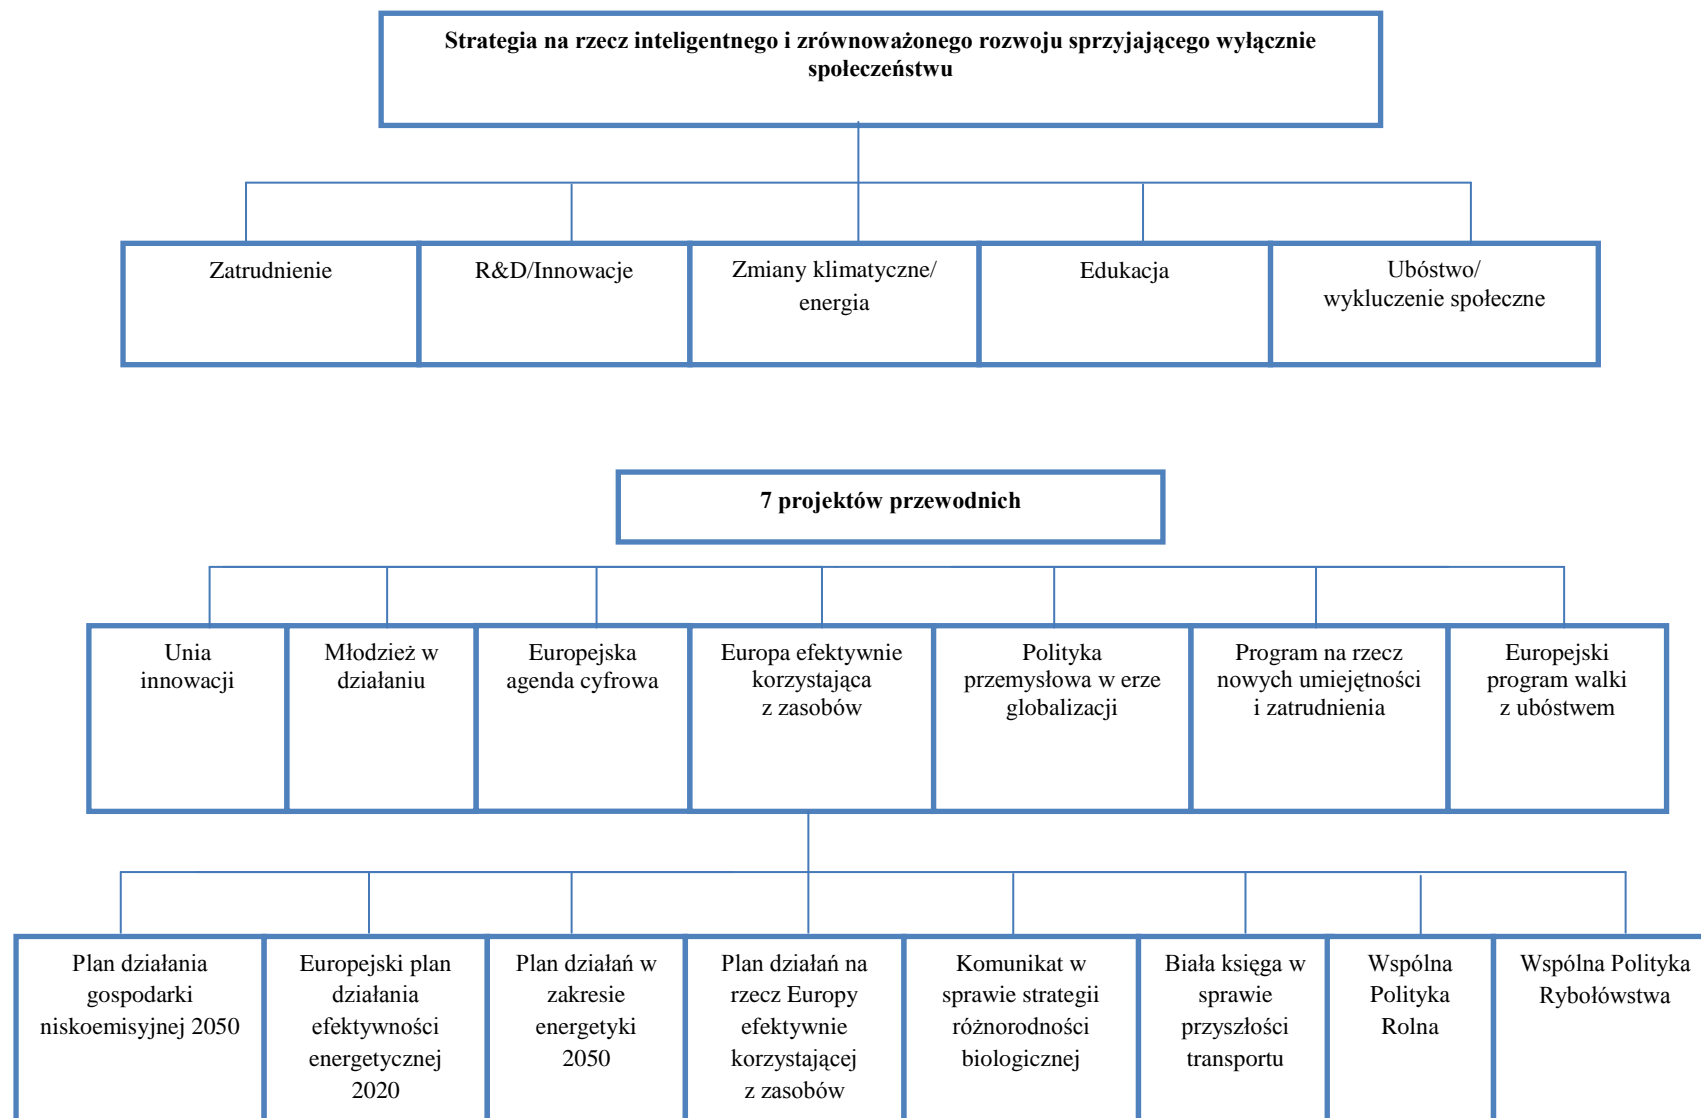 Strategia na rzecz inteligentnego i zrównoważonego rozwoju sprzyjającego wyłącznie
społeczeństwu
Zatrudnienie
R&D/Innowacje
Zmiany klimatyczne/
energia
Edukacja
Ubóstwo/
wykluczenie społeczne
7 projektów przewodnich
Unia
innowacji
Młodzież w
działaniu
Europejska
agenda cyfrowa
Europa efektywnie
korzystająca
z zasobów
Polityka
przemysłowa w erze
globalizacji
Program na rzecz
nowych umiejętności
i zatrudnienia
Europejski
program walki
z ubóstwem
Plan działania
gospodarki
niskoemisyjnej 2050
Europejski plan
działania
efektywności
energetycznej
2020
Plan działań w
zakresie
energetyki
2050
Plan działań na
rzecz Europy
efektywnie
korzystającej
z zasobów
Komunikat w
sprawie strategii
różnorodności
biologicznej
Biała księga w
sprawie
przyszłości
transportu
Wspólna
Polityka
Rolna
Wspólna Polityka
Rybołówstwa